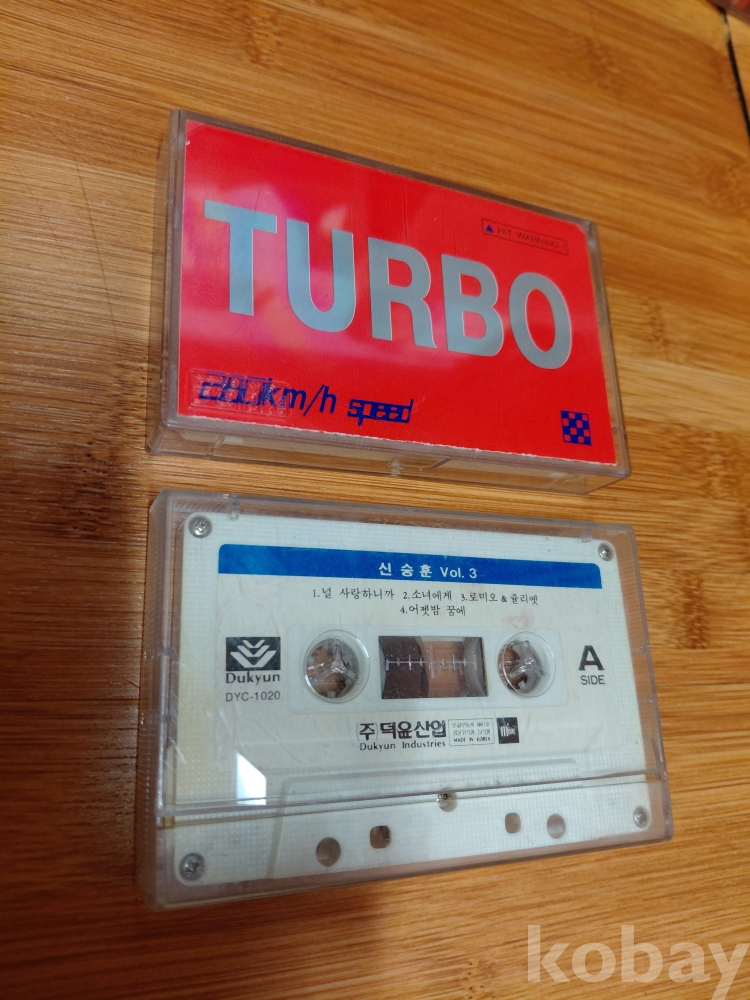 HIT WARNING!
TURBO
280km/h speed
신승훈 Vol. 3
1.널 사랑하니까 2.소녀에게 3.로미오 & 쥴리엣
4.어젯밤 꿈에
Dukyun
DYC-1020
A
SIDE
주덕윤산업
Dukyun Industries
MADE IN KOREA
kobay